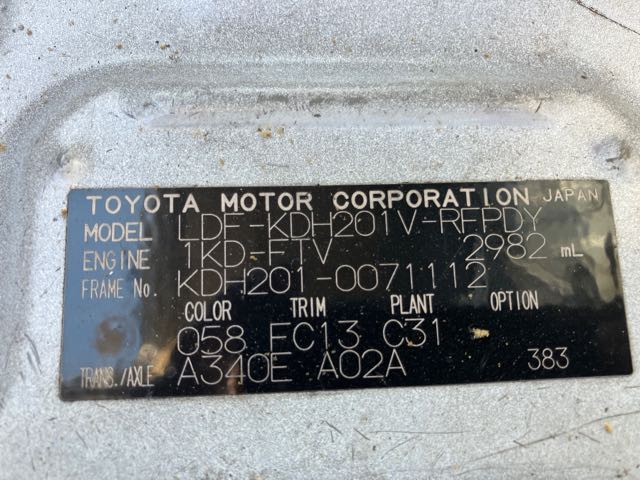 TOYOTA MOTOR CORPORATION JAPAN
MODEL LDF-KDH201V-RFPDY
ENGINE 1KD-FTV 2982 mL
FRAME No. KDH201-0071112
COLOR TRIM PLANT OPTION
058 FC13 C31
TRANS./AXLE A340E A02A 383